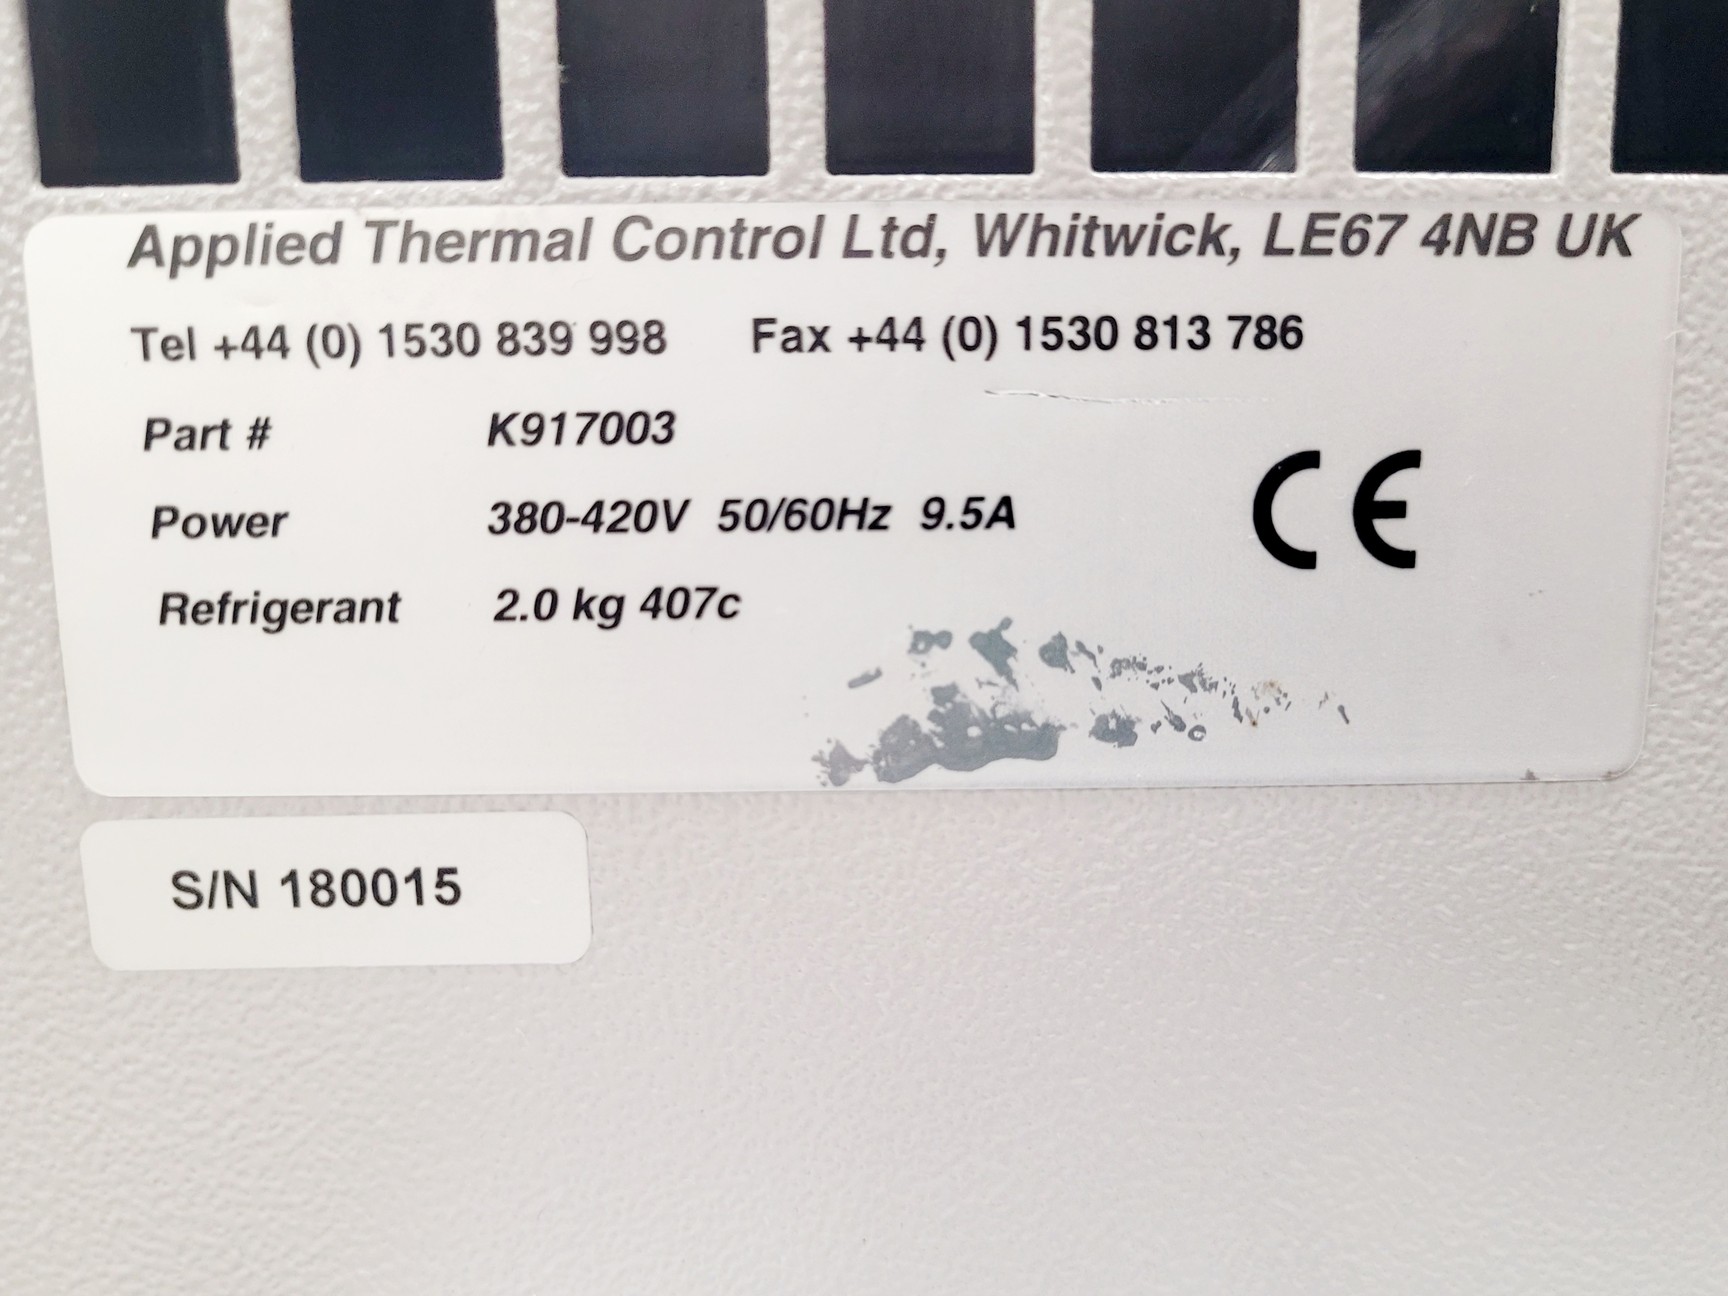 Applied Thermal Control Ltd, Whitwick, LE67 4NB UK
Tel +44 (0) 1530 839 998 Fax +44 (0) 1530 813 786
Part # K917003
Power 380-420V 50/60Hz 9.5A
Refrigerant 2.0 kg 407c
CE
S/N 180015